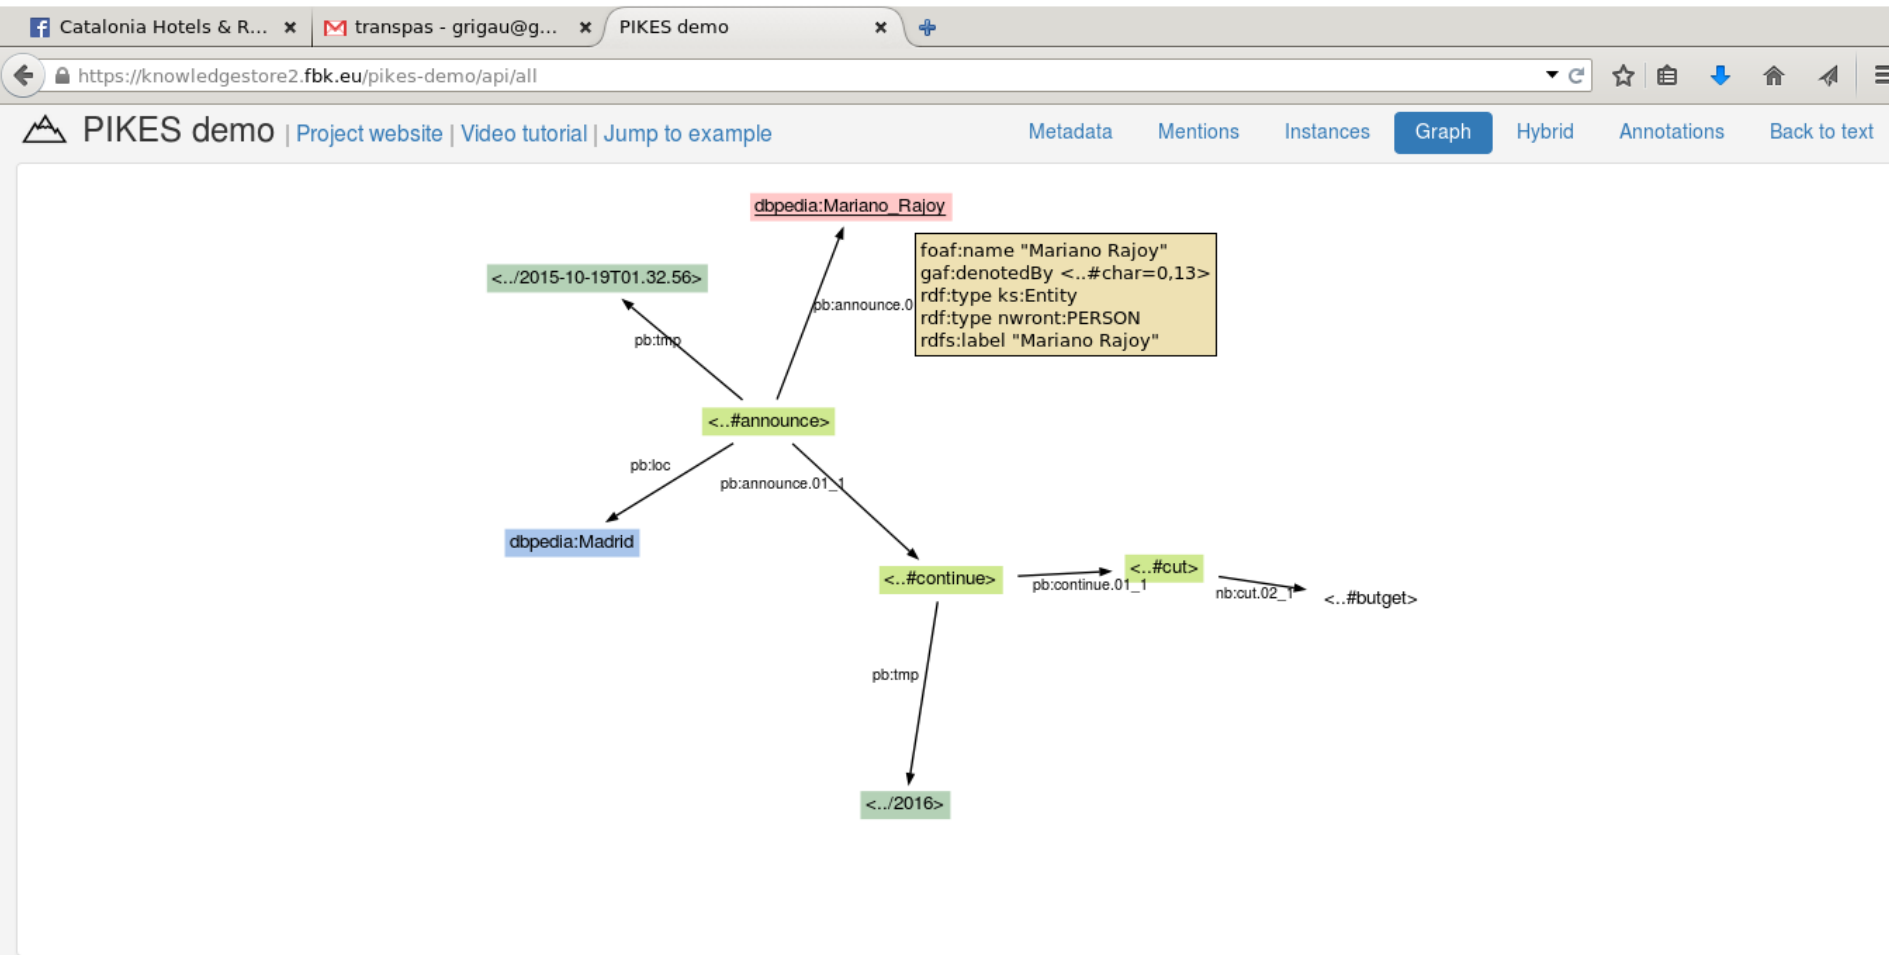 Catalonia Hotels & R...
transpas - grigau@g...
PIKES demo
https://knowledgestore2.fbk.eu/pikes-demo/api/all
PIKES demo | Project website | Video tutorial | Jump to example
Metadata Mentions Instances Graph Hybrid Annotations Back to text
dbpedia:Mariano_Rajoy
foaf:name "Mariano Rajoy"
gaf:denotedBy <..#char=0,13>
rdf:type ks:Entity
rdf:type nwront:PERSON
rdfs:label "Mariano Rajoy"
<../2015-10-19T01.32.56>
pb:announce.0
pb:tmp
<..#announce>
pb:loc
pb:announce.01_1
dbpedia:Madrid
<..#continue>
pb:continue.01_1
<..#cut>
nb:cut.02_1
<..#butget>
pb:tmp
<../2016>